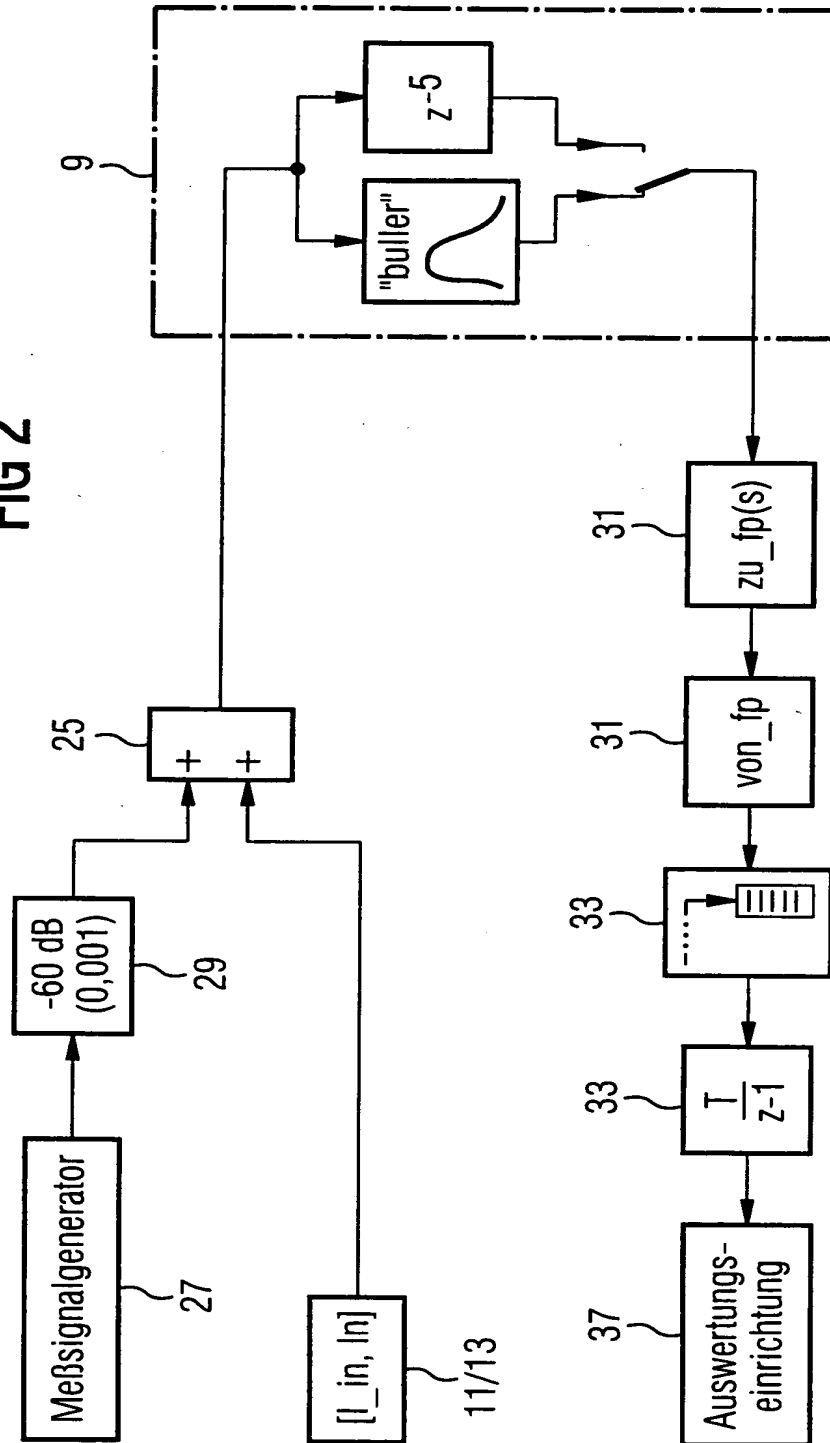 FIG 2
Meßsignalgenerator
27
-60 dB
(0,001)
29
[I_in, In]
11/13
25
+
+
9
"buller"
z-5
zu_fp(s)
31
von_fp
31
33
T
z-1
33
Auswertungs-
einrichtung
37